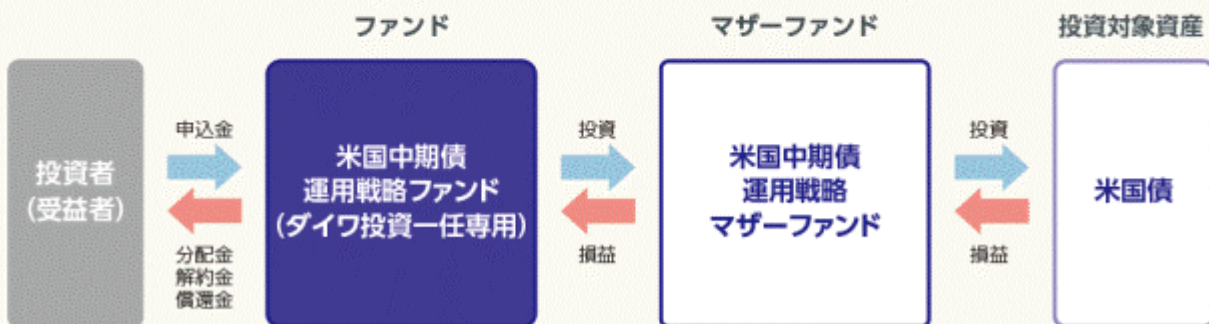 ファンド
マザーファンド
投資対象資産
投資者
(受益者)
申込金
分配金
解約金
償還金
米国中期債
運用戦略ファンド
(ダイワ投資一任専用)
投資
損益
米国中期債
運用戦略
マザーファンド
投資
損益
米国債